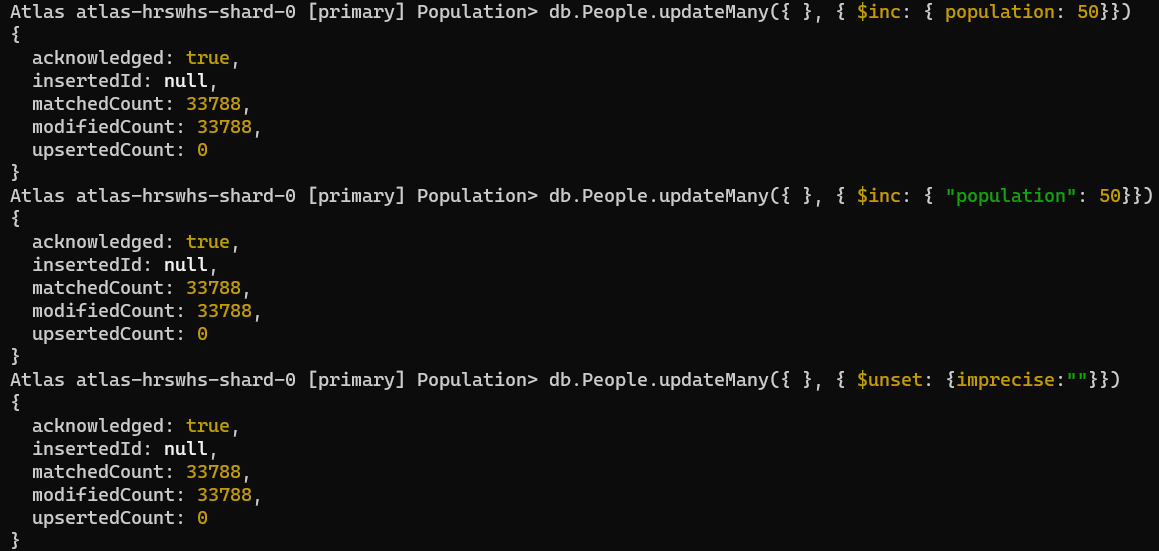 Atlas atlas-hrswhs-shard-0 [primary] Population> db.People.updateMany({ }, { $inc: { population: 50}})
{
  acknowledged: true,
  insertedId: null,
  matchedCount: 33788,
  modifiedCount: 33788,
  upsertedCount: 0
}
Atlas atlas-hrswhs-shard-0 [primary] Population> db.People.updateMany({ }, { $inc: { "population": 50}})
{
  acknowledged: true,
  insertedId: null,
  matchedCount: 33788,
  modifiedCount: 33788,
  upsertedCount: 0
}
Atlas atlas-hrswhs-shard-0 [primary] Population> db.People.updateMany({ }, { $unset: {imprecise:""}})
{
  acknowledged: true,
  insertedId: null,
  matchedCount: 33788,
  modifiedCount: 33788,
  upsertedCount: 0
}